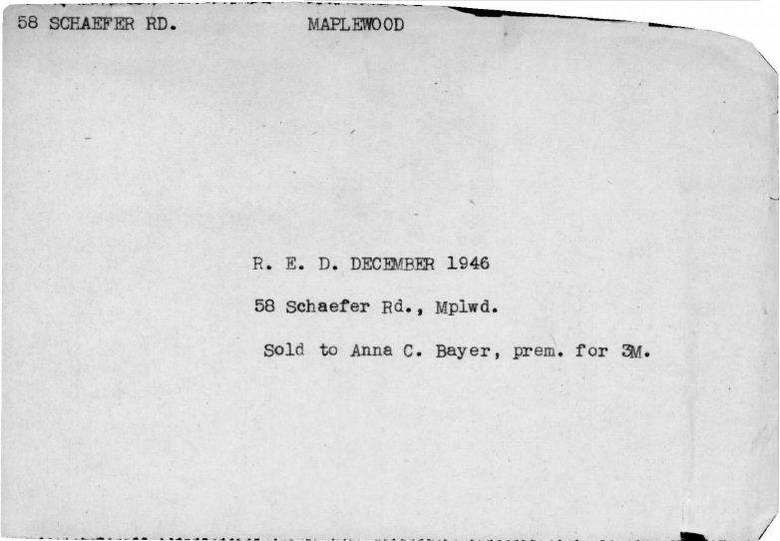 58 SCHAEFER RD. MAPLEWOOD
R. E. D. DECEMBER 1946
58 Schaefer Rd., Mplwd.
Sold to Anna C. Bayer, prem. for 3M.